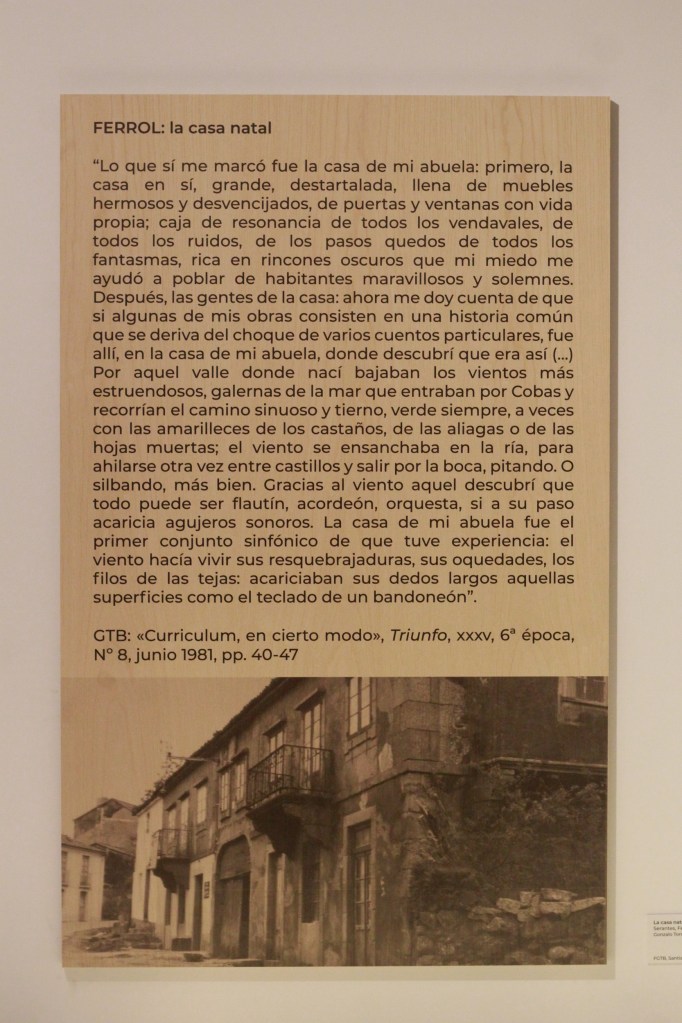 FERROL: la casa natal
“Lo que sí me marcó fue la casa de mi abuela: primero, la
casa en sí, grande, destartalada, llena de muebles
hermosos y desvencijados, de puertas y ventanas con vida
propia; caja de resonancia de todos los vendavales, de
todos los ruidos, de los pasos quedos de todos los
fantasmas, rica en rincones oscuros que mi miedo me
ayudó a poblar de habitantes maravillosos y solemnes.
Después, las gentes de la casa: ahora me doy cuenta de que
si algunas de mis obras consisten en una historia común
que se deriva del choque de varios cuentos particulares, fue
allí, en la casa de mi abuela, donde descubrí que era así (...)
Por aquel valle donde nací bajaban los vientos más
estruendosos, galernas de la mar que entraban por Cobas y
recorrían el camino sinuoso y tierno, verde siempre, a veces
con las amarilleces de los castaños, de las aliagas o de las
hojas muertas; el viento se ensanchaba en la ría, para
ahilarse otra vez entre castillos y salir por la boca, pitando. O
silbando, más bien. Gracias al viento aquel descubrí que
todo puede ser flautín, acordeón, orquesta, si a su paso
acaricia agujeros sonoros. La casa de mi abuela fue el
primer conjunto sinfónico de que tuve experiencia: el
viento hacía vivir sus resquebrajaduras, sus oquedades, los
filos de las tejas: acariciaban sus dedos largos aquellas
superficies como el teclado de un bandoneón”.
GTB: «Curriculum, en cierto modo», Triunfo, xxxv, 6ª época,
Nº 8, junio 1981, pp. 40-47
La casa nat
Serantes, F